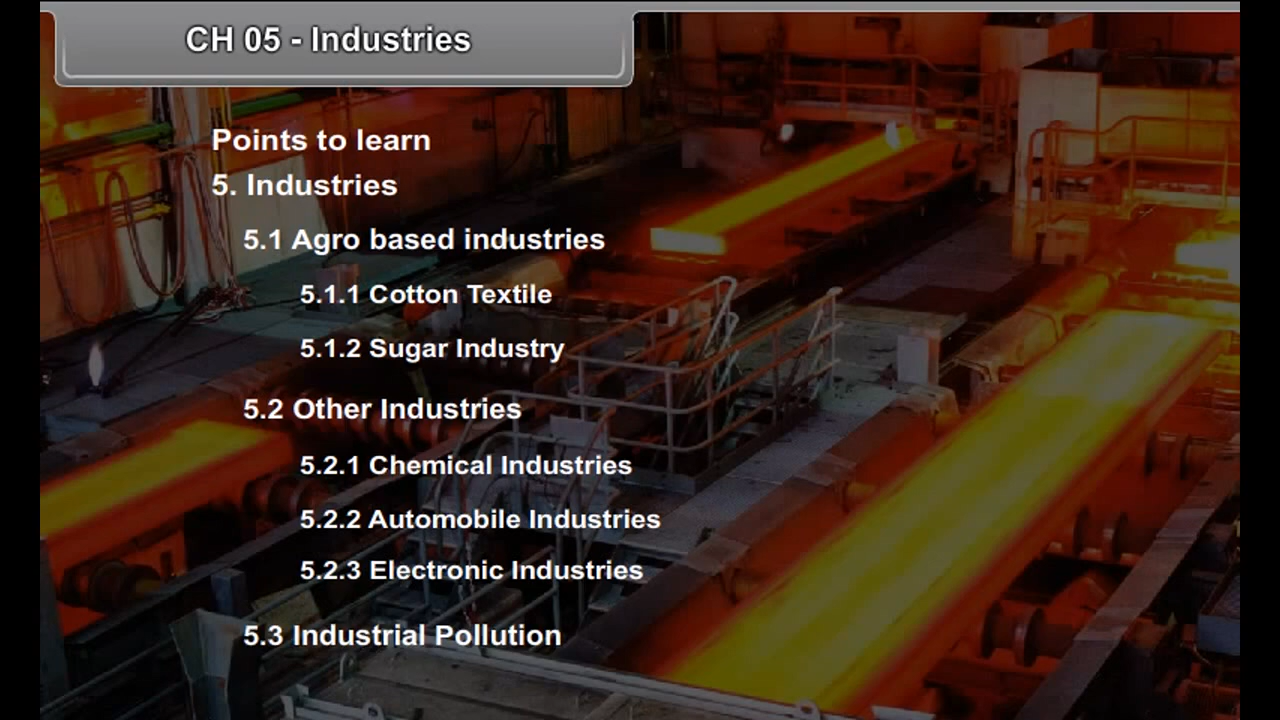 CH 05 - Industries
Points to learn
5. Industries
5.1 Agro based industries
5.1.1 Cotton Textile
5.1.2 Sugar Industry
5.2 Other Industries
5.2.1 Chemical Industries
5.2.2 Automobile Industries
5.2.3 Electronic Industries
5.3 Industrial Pollution